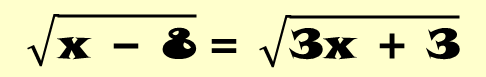 √x − 8 = √3x + 3